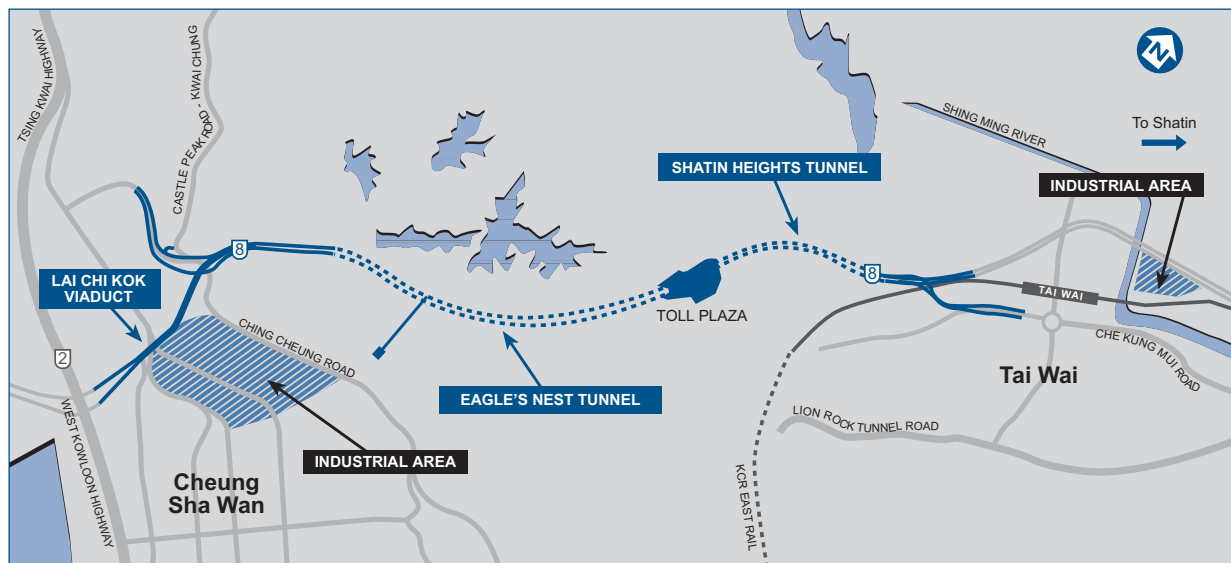 TSING KWAI HIGHWAY
CASTLE PEAK ROAD - KWAI CHUNG
N
To Shatin
SHING MING RIVER
SHATIN HEIGHTS TUNNEL
INDUSTRIAL AREA
8
8
LAI CHI KOK
VIADUCT
TAI WAI
TOLL PLAZA
CHING CHEUNG ROAD
CHE KUNG MUI ROAD
2
Tai Wai
EAGLE'S NEST TUNNEL
WEST KOWLOON HIGHWAY
LION ROCK TUNNEL ROAD
INDUSTRIAL AREA
KCR EAST RAIL
Cheung
Sha Wan